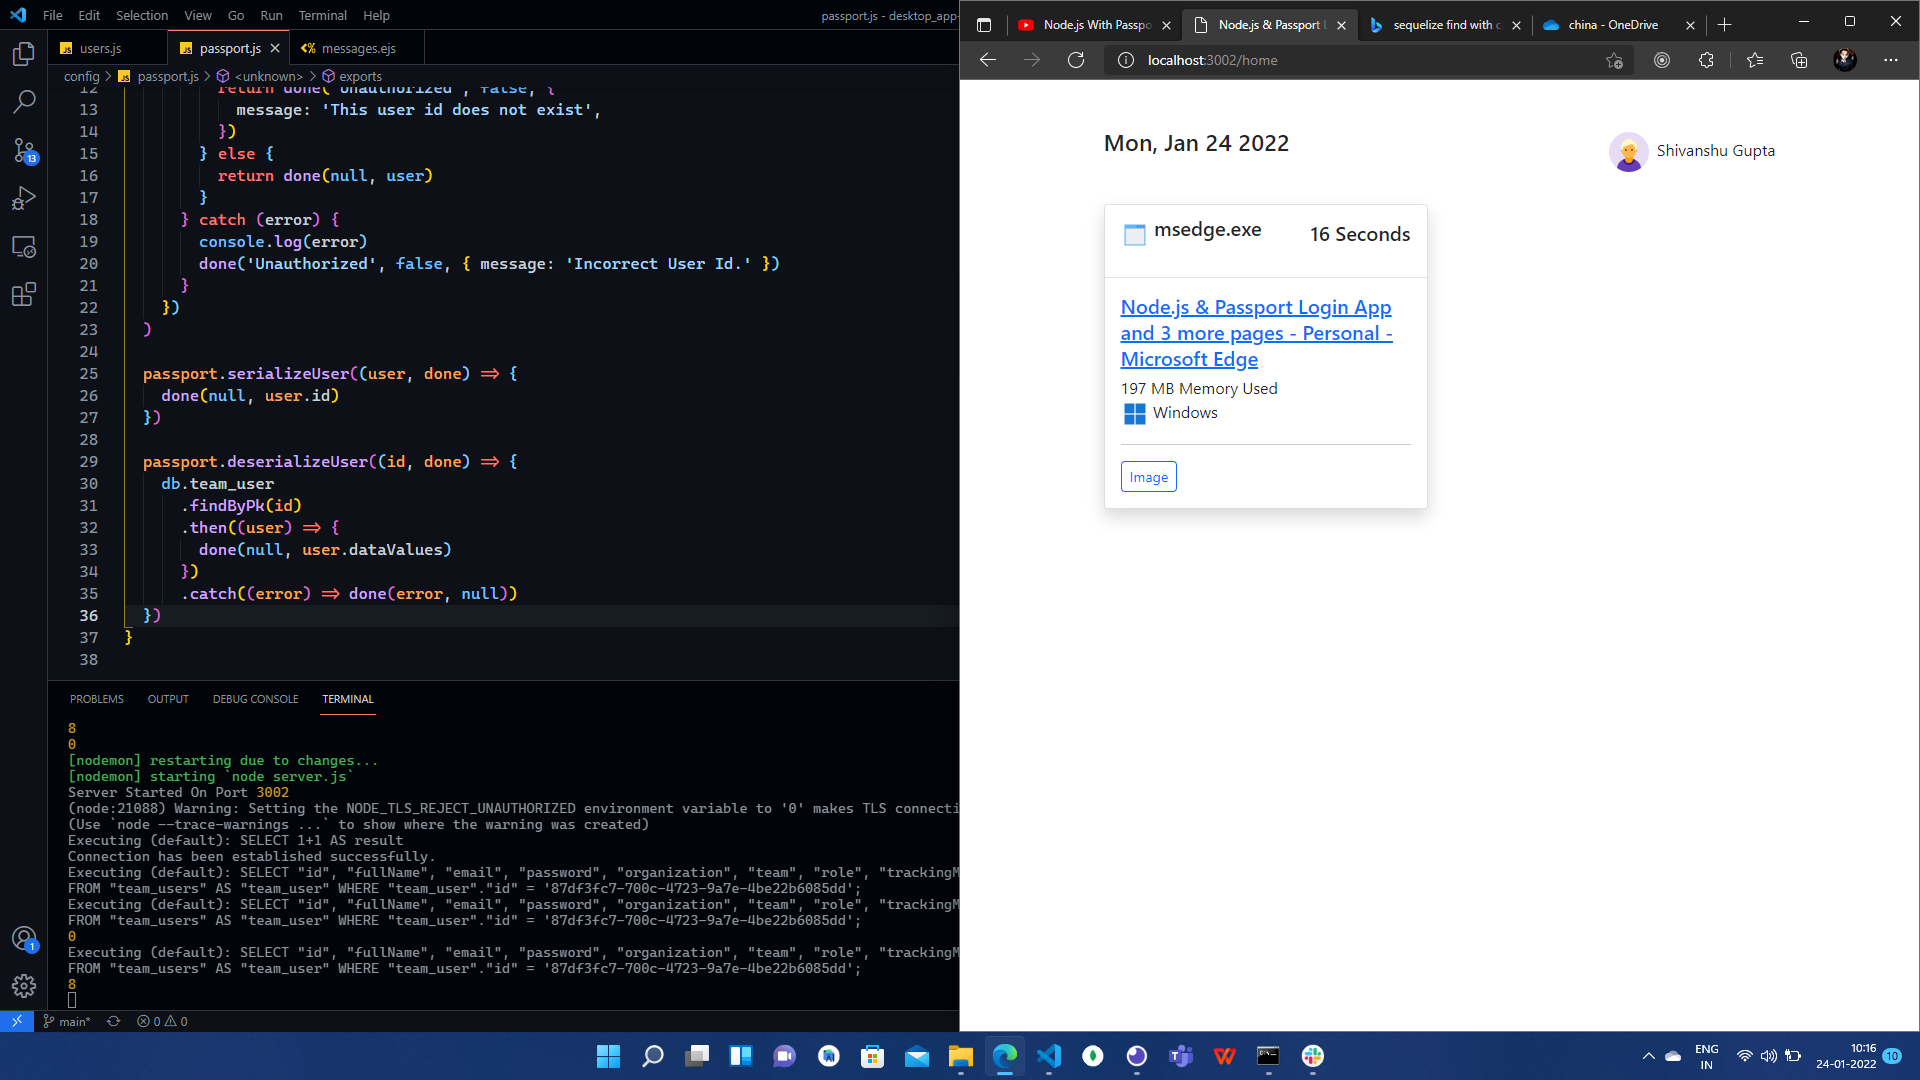 File Edit Selection View Go Run Terminal Help
passport.js - desktop_app-
users.js
passport.js
messages.ejs
config > passport.js > <unknown> > exports
12 return done('Unauthorized', false, {
13 message: 'This user id does not exist',
14 })
15 } else {
16 return done(null, user)
17 }
18 } catch (error) {
19 console.log(error)
20 done('Unauthorized', false, { message: 'Incorrect User Id.' })
21 }
22 })
23 )
24
25 passport.serializeUser((user, done) => {
26 done(null, user.id)
27 })
28
29 passport.deserializeUser((id, done) => {
30 db.team_user
31 .findByPk(id)
32 .then((user) => {
33 done(null, user.dataValues)
34 })
35 .catch((error) => done(error, null))
36 })
37 }
38
PROBLEMS OUTPUT DEBUG CONSOLE TERMINAL
8
0
[nodemon] restarting due to changes...
[nodemon] starting `node server.js`
Server Started On Port 3002
(node:21088) Warning: Setting the NODE_TLS_REJECT_UNAUTHORIZED environment variable to '0' makes TLS connecti
(Use `node --trace-warnings ...` to show where the warning was created)
Executing (default): SELECT 1+1 AS result
Connection has been established successfully.
Executing (default): SELECT "id", "fullName", "email", "password", "organization", "team", "role", "trackingM
FROM "team_users" AS "team_user" WHERE "team_user"."id" = '87df3fc7-700c-4723-9a7e-4be22b6085dd';
Executing (default): SELECT "id", "fullName", "email", "password", "organization", "team", "role", "trackingM
FROM "team_users" AS "team_user" WHERE "team_user"."id" = '87df3fc7-700c-4723-9a7e-4be22b6085dd';
0
Executing (default): SELECT "id", "fullName", "email", "password", "organization", "team", "role", "trackingM
FROM "team_users" AS "team_user" WHERE "team_user"."id" = '87df3fc7-700c-4723-9a7e-4be22b6085dd';
8
13
1
main* 0 0
Node.js With Passpo
Node.js & Passport L
sequelize find with c
china - OneDrive
localhost:3002/home
Mon, Jan 24 2022
Shivanshu Gupta
msedge.exe
16 Seconds
Node.js & Passport Login App
and 3 more pages - Personal -
Microsoft Edge
197 MB Memory Used
Windows
Image
ENG
IN
10:16
24-01-2022
10